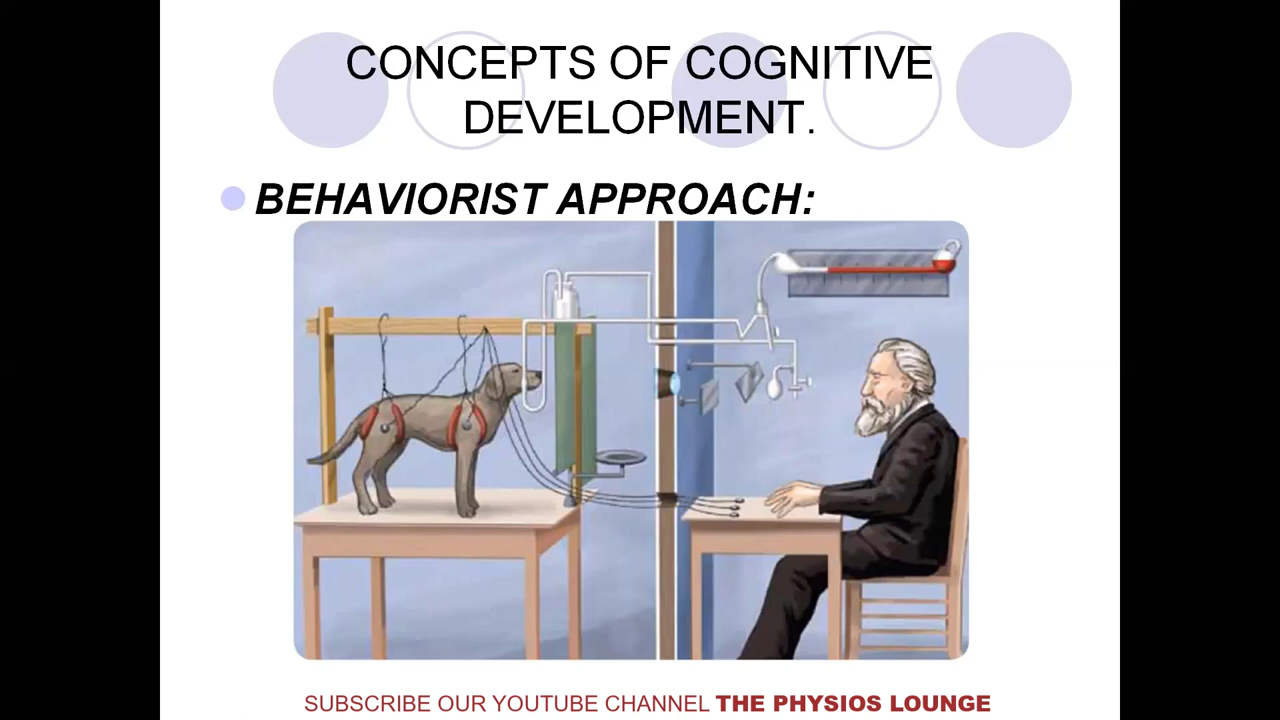 CONCEPTS OF COGNITIVE
DEVELOPMENT.
BEHAVIORIST APPROACH:
SUBSCRIBE OUR YOUTUBE CHANNEL THE PHYSIOS LOUNGE